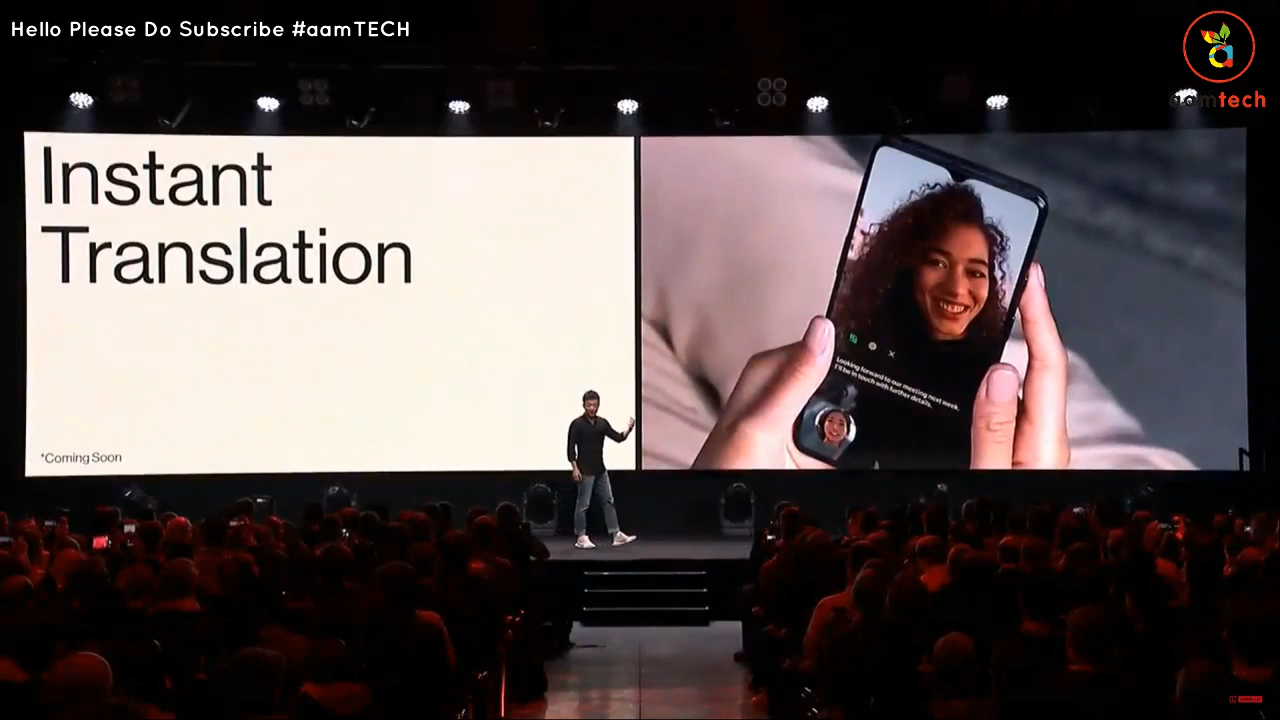 Hello Please Do Subscribe #aamTECH
a
aamtech
Instant
Translation
Looking forward to our meeting next week.
I'll be in touch with further details.
*Coming Soon